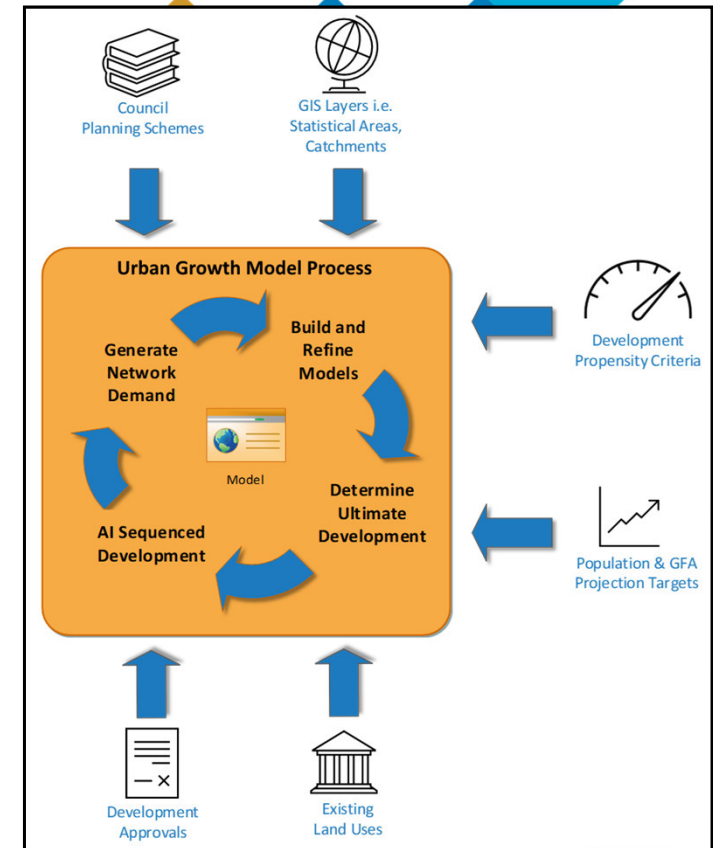 Council
Planning Schemes
GIS Layers i.e.
Statistical Areas,
Catchments
Urban Growth Model Process
Build and
Refine
Models
Generate
Network
Demand
Model
Determine
Ultimate
Development
AI Sequenced
Development
Development
Propensity Criteria
Population & GFA
Projection Targets
Development
Approvals
Existing
Land Uses